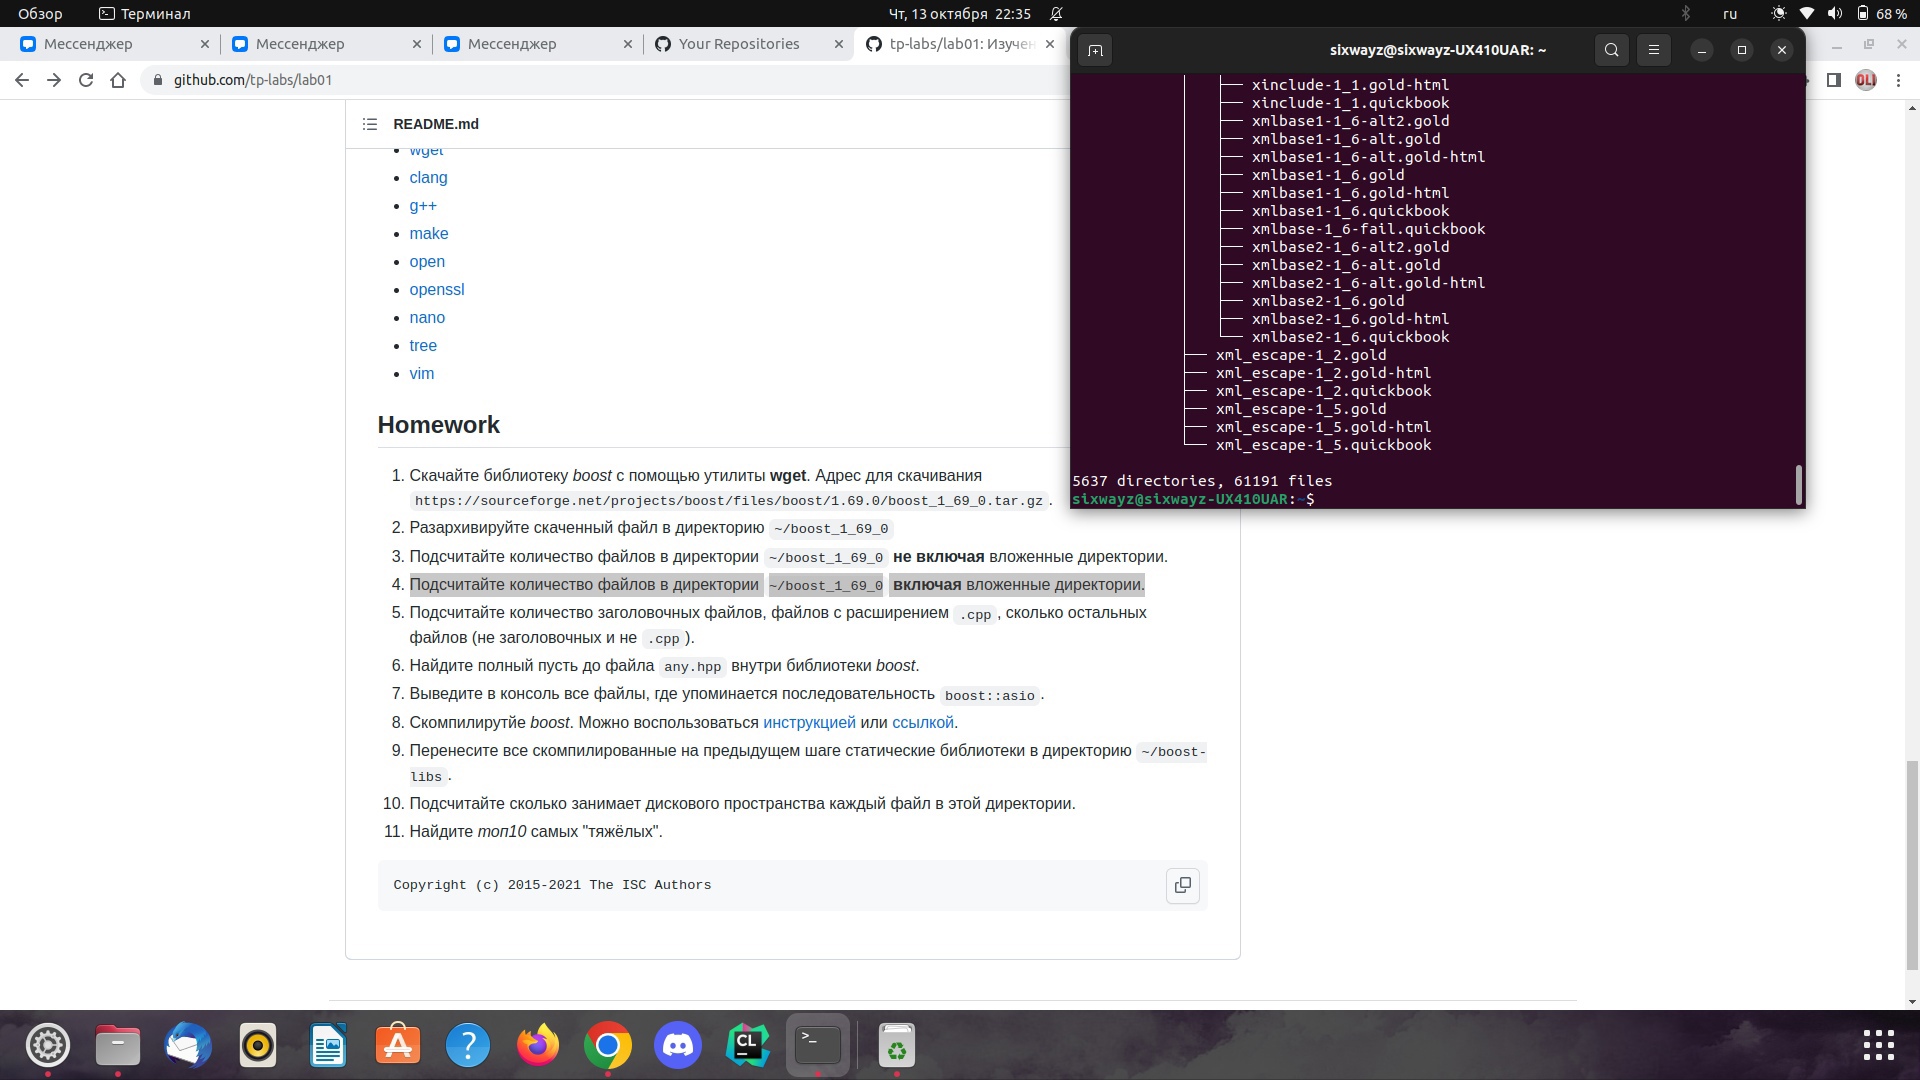 Обзор
Терминал
Чт, 13 октября 22:35
ru
68 %
Мессенджер
Мессенджер
Мессенджер
Your Repositories
tp-labs/lab01: Изучен
github.com/tp-labs/lab01
README.md
wget
clang
g++
make
open
openssl
nano
tree
vim
Homework
1. Скачайте библиотеку boost с помощью утилиты wget. Адрес для скачивания
https://sourceforge.net/projects/boost/files/boost/1.69.0/boost_1_69_0.tar.gz .
2. Разархивируйте скаченный файл в директорию ~/boost_1_69_0
3. Подсчитайте количество файлов в директории ~/boost_1_69_0 не включая вложенные директории.
4. Подсчитайте количество файлов в директории ~/boost_1_69_0 включая вложенные директории.
5. Подсчитайте количество заголовочных файлов, файлов с расширением .cpp, сколько остальных
файлов (не заголовочных и не .cpp ).
6. Найдите полный пусть до файла any.hpp внутри библиотеки boost.
7. Выведите в консоль все файлы, где упоминается последовательность boost::asio .
8. Скомпилирутйе boost. Можно воспользоваться инструкцией или ссылкой.
9. Перенесите все скомпилированные на предыдущем шаге статические библиотеки в директорию ~/boost-
libs .
10. Подсчитайте сколько занимает дискового пространства каждый файл в этой директории.
11. Найдите топ10 самых "тяжёлых".
Copyright (c) 2015-2021 The ISC Authors
sixwayz@sixwayz-UX410UAR: ~
xinclude-1_1.gold-html
xinclude-1_1.quickbook
xmlbase1-1_6-alt2.gold
xmlbase1-1_6-alt.gold
xmlbase1-1_6-alt.gold-html
xmlbase1-1_6.gold
xmlbase1-1_6.gold-html
xmlbase1-1_6.quickbook
xmlbase-1_6-fail.quickbook
xmlbase2-1_6-alt2.gold
xmlbase2-1_6-alt.gold
xmlbase2-1_6-alt.gold-html
xmlbase2-1_6.gold
xmlbase2-1_6.gold-html
xmlbase2-1_6.quickbook
xml_escape-1_2.gold
xml_escape-1_2.gold-html
xml_escape-1_2.quickbook
xml_escape-1_5.gold
xml_escape-1_5.gold-html
xml_escape-1_5.quickbook
5637 directories, 61191 files
sixwayz@sixwayz-UX410UAR:~$
OLI
CL